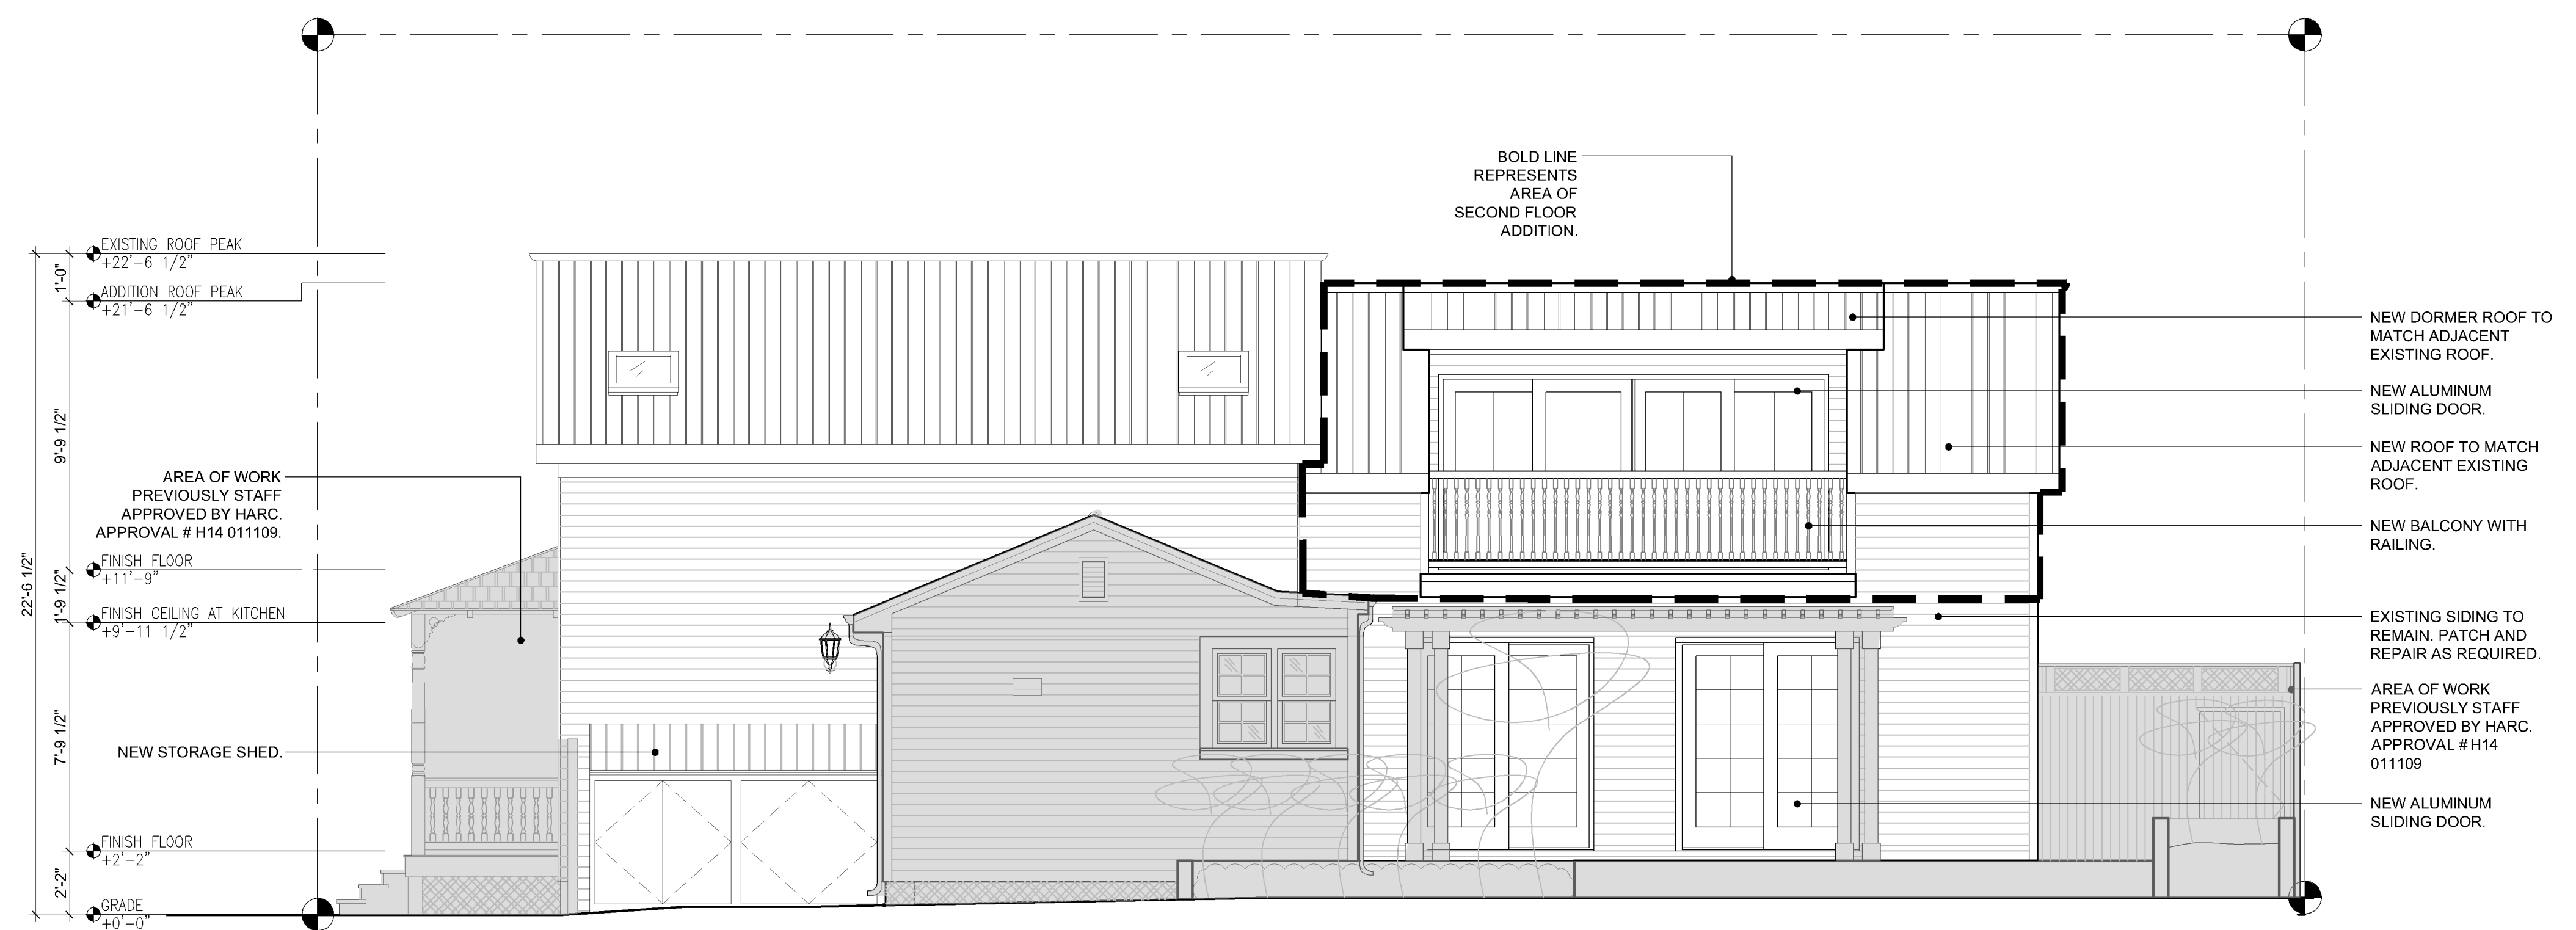 BOLD LINE
REPRESENTS
AREA OF
SECOND FLOOR
ADDITION.
EXISTING ROOF PEAK
+22'-6 1/2"
1'-0"
ADDITION ROOF PEAK
+21'-6 1/2"
9'-9 1/2"
AREA OF WORK
PREVIOUSLY STAFF
APPROVED BY HARC.
APPROVAL # H14 011109.
22'-6 1/2"
FINISH FLOOR
+11'-9"
1'-9 1/2"
FINISH CEILING AT KITCHEN
+9'-11 1/2"
7'-9 1/2"
NEW STORAGE SHED.
FINISH FLOOR
+2'-2"
2'-2"
GRADE
+0'-0"
NEW DORMER ROOF TO
MATCH ADJACENT
EXISTING ROOF.
NEW ALUMINUM
SLIDING DOOR.
NEW ROOF TO MATCH
ADJACENT EXISTING
ROOF.
NEW BALCONY WITH
RAILING.
EXISTING SIDING TO
REMAIN. PATCH AND
REPAIR AS REQUIRED.
AREA OF WORK
PREVIOUSLY STAFF
APPROVED BY HARC.
APPROVAL # H14
011109
NEW ALUMINUM
SLIDING DOOR.